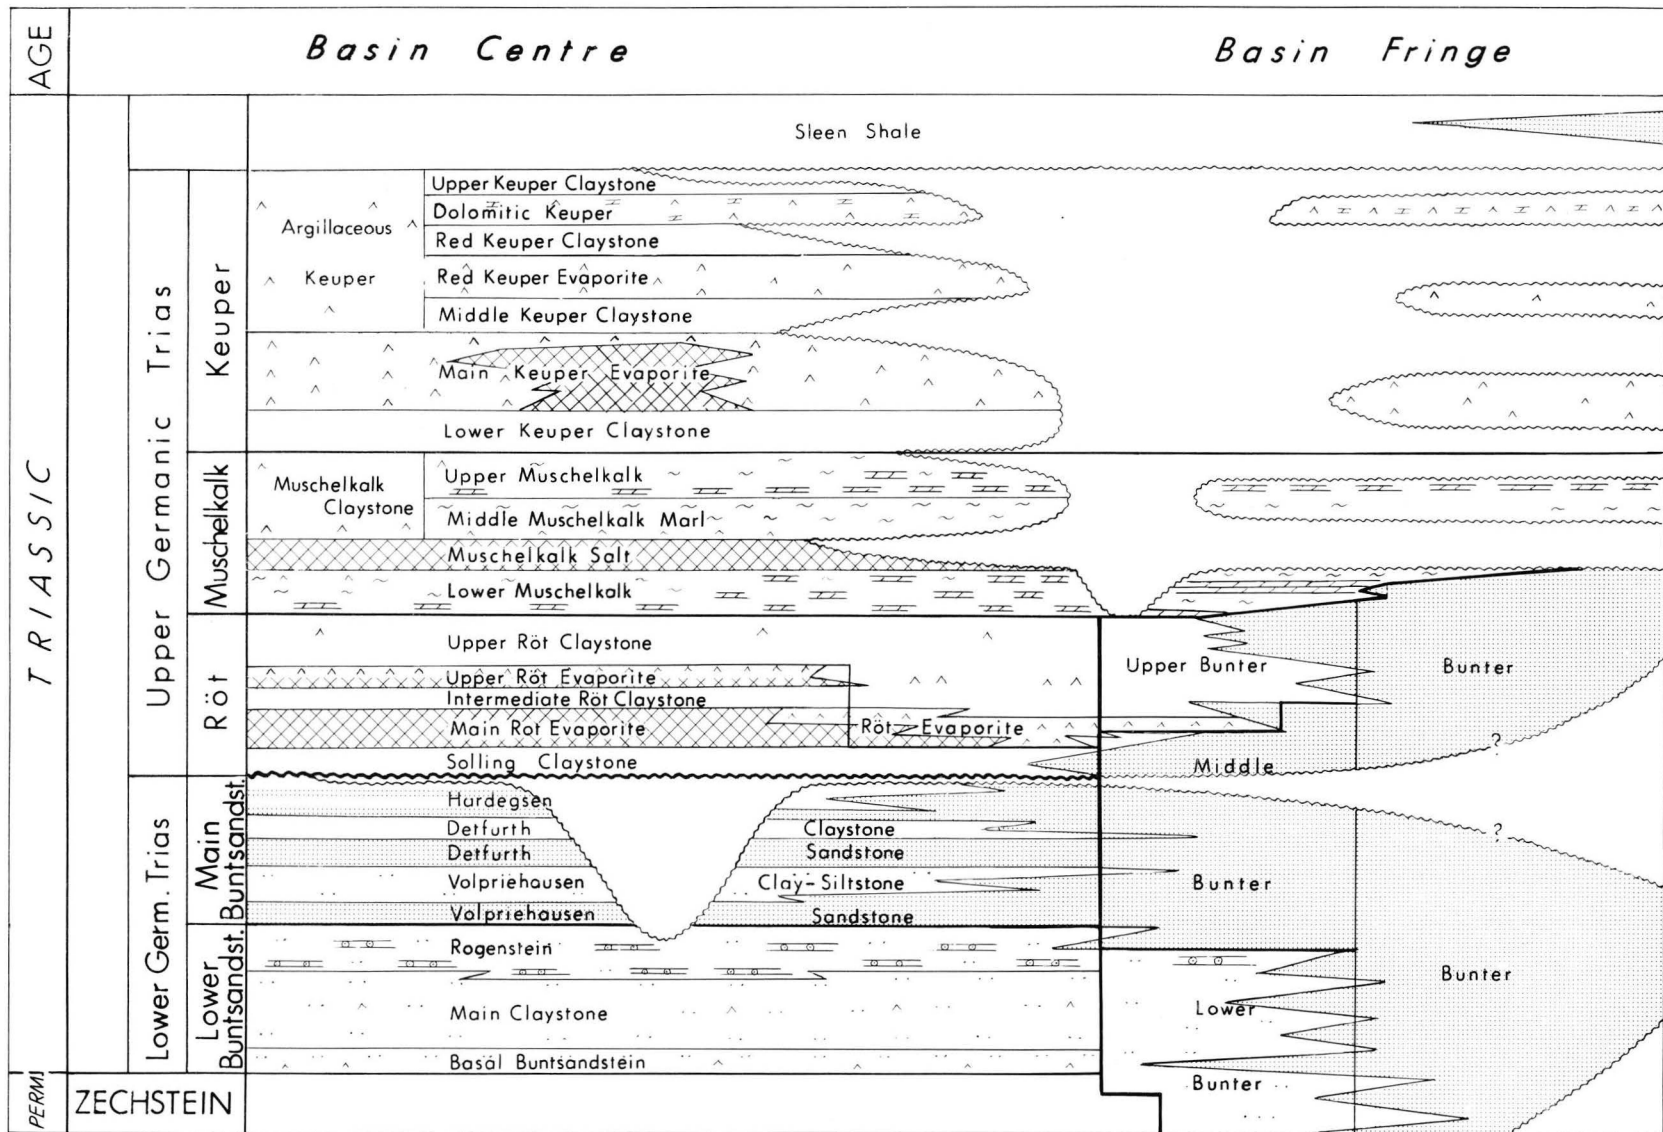 AGE
Basin Centre
Basin Fringe
TRIASSIC
PERM
Upper Germanic Trias
Lower Germ. Trias
ZECHSTEIN
Keuper
Muschelkalk
Röt
Main
Buntsandst.
Lower
Buntsandst.
Sleen Shale
Argillaceous
Keuper
Upper Keuper Claystone
Dolomitic Keuper
Red Keuper Claystone
Red Keuper Evaporite
Middle Keuper Claystone
Main Keuper Evaporite
Lower Keuper Claystone
Muschelkalk
Claystone
Upper Muschelkalk
Middle Muschelkalk Marl
Muschelkalk Salt
Lower Muschelkalk
Upper Röt Claystone
Upper Röt Evaporite
Intermediate Röt Claystone
Main Rot Evaporite
Röt Evaporite
Solling Claystone
Upper Bunter
Bunter
Middle
?
Hardegsen
Detfurth
Claystone
Detfurth
Sandstone
Volpriehausen
Clay-Siltstone
Volpriehausen
Sandstone
Bunter
?
Rogenstein
Main Claystone
Basal Buntsandstein
Lower
Bunter
Bunter